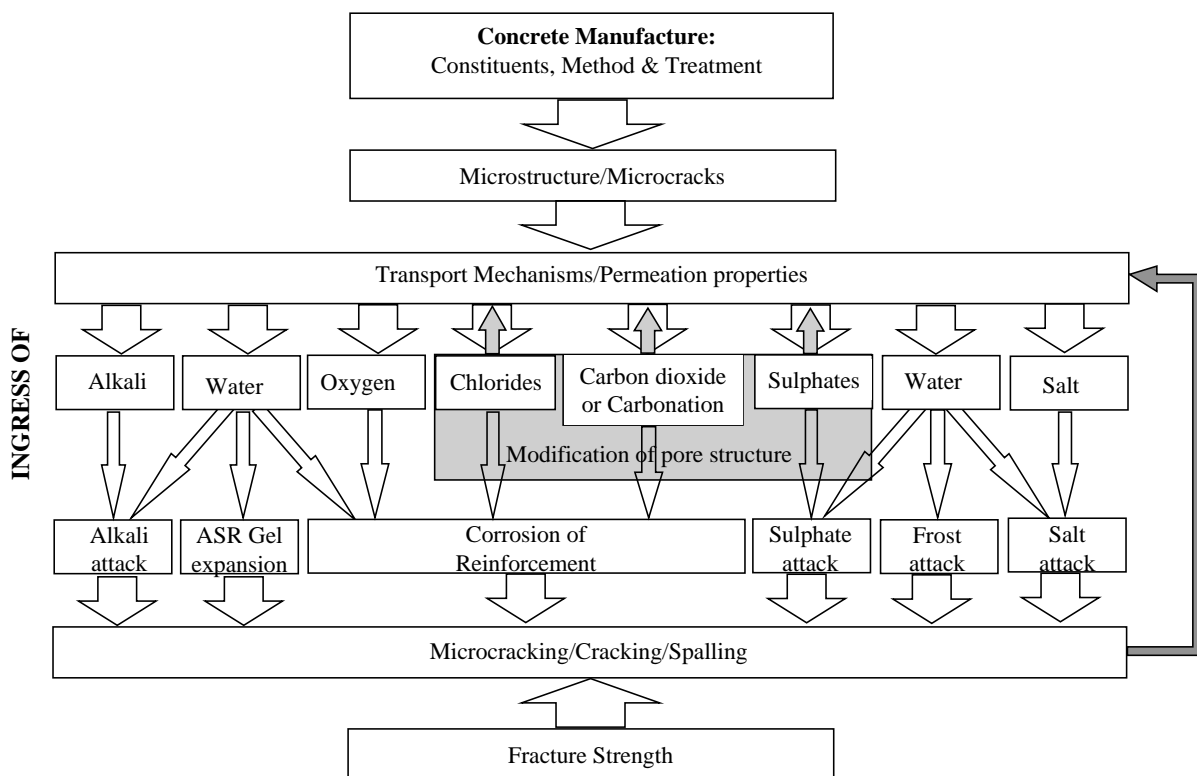 Concrete Manufacture:
Constituents, Method & Treatment
Microstructure/Microcracks
Transport Mechanisms/Permeation properties
INGRESS OF
Alkali
Water
Oxygen
Chlorides
Carbon dioxide
or Carbonation
Sulphates
Water
Salt
Modification of pore structure
Alkali
attack
ASR Gel
expansion
Corrosion of
Reinforcement
Sulphate
attack
Frost
attack
Salt
attack
Microcracking/Cracking/Spalling
Fracture Strength